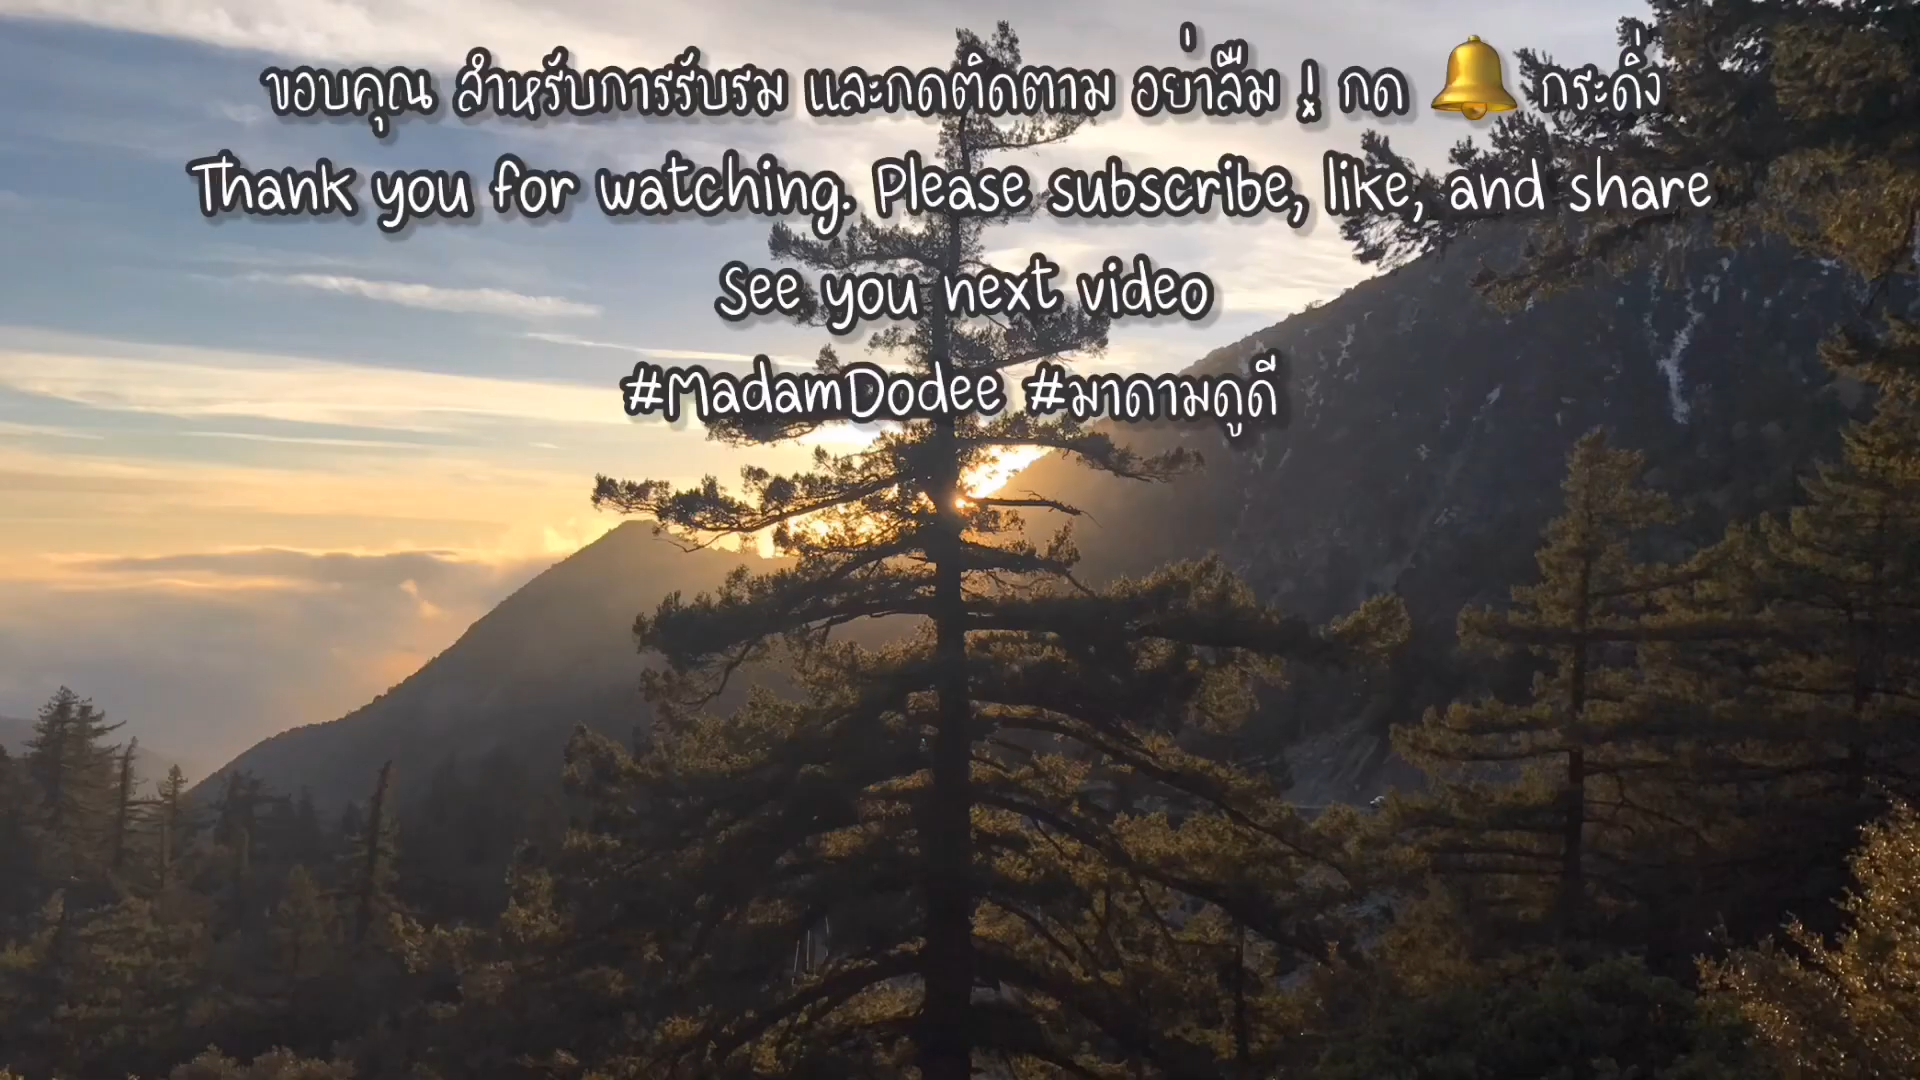 ขอบคุณ สำหรับการรับรม และกดติดตาม อย่าลืม ! กด 🔔 กระดิ่ง
Thank you for watching. Please subscribe, like, and share
See you next video
#MadamDodee #มาดามดูดี